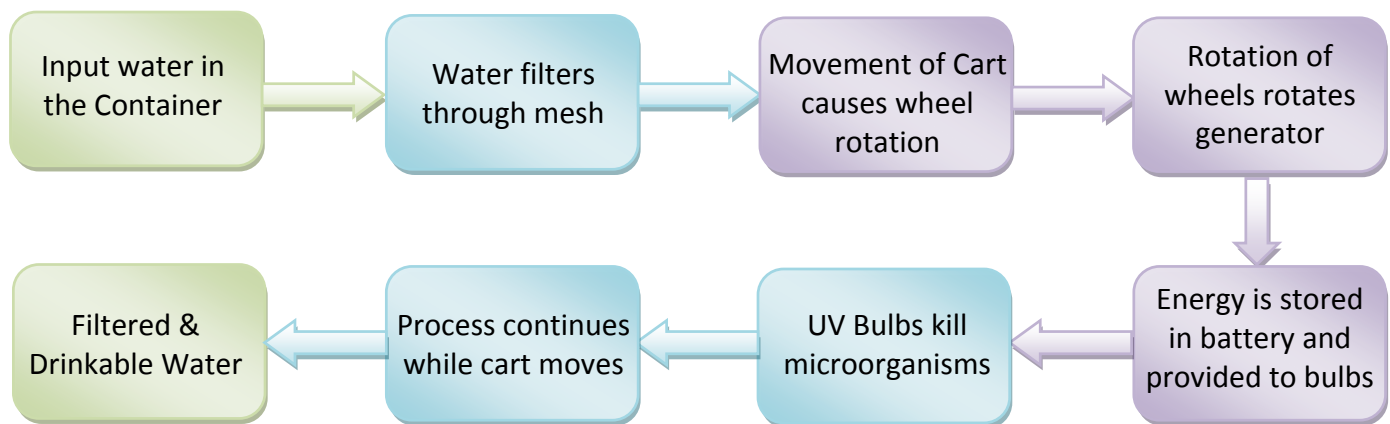 Input water in
the Container
Water filters
through mesh
Movement of Cart
causes wheel
rotation
Rotation of
wheels rotates
generator
Energy is stored
in battery and
provided to bulbs
UV Bulbs kill
microorganisms
Process continues
while cart moves
Filtered &
Drinkable Water